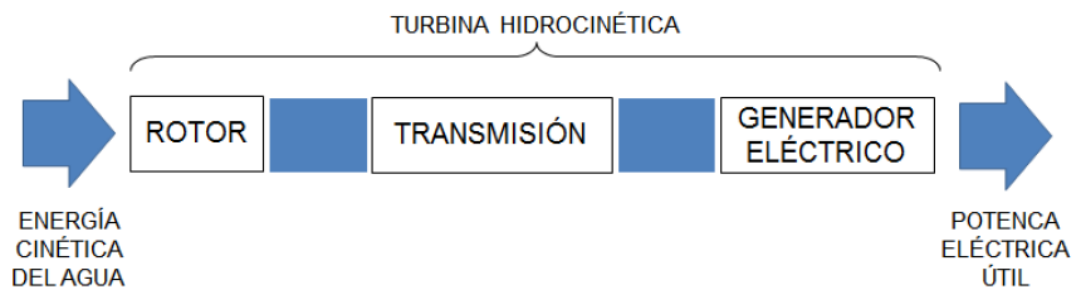 TURBINA HIDROCINÉTICA
ROTOR
TRANSMISIÓN
GENERADOR
ELÉCTRICO
ENERGÍA
CINÉTICA
DEL AGUA
POTENCA
ELÉCTRICA
ÚTIL